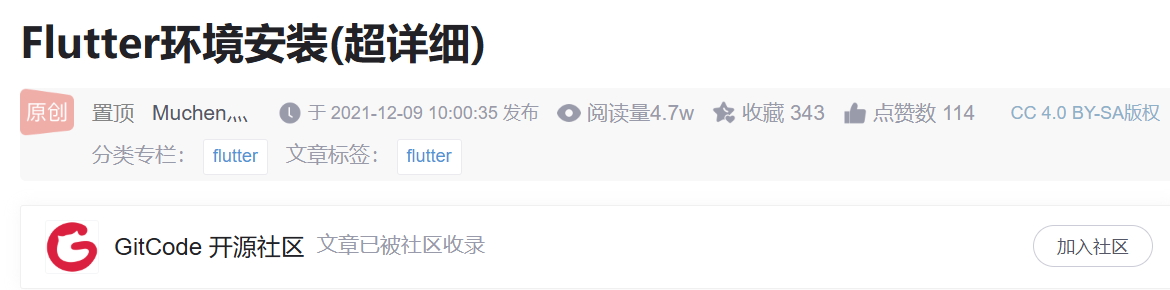 Flutter环境安装(超详细)
原创 置顶 Muchen灬 于 2021-12-09 10:00:35 发布 阅读量4.7w 收藏 343 点赞数 114 CC 4.0 BY-SA版权
分类专栏： flutter 文章标签： flutter
GitCode 开源社区 文章已被社区收录 加入社区